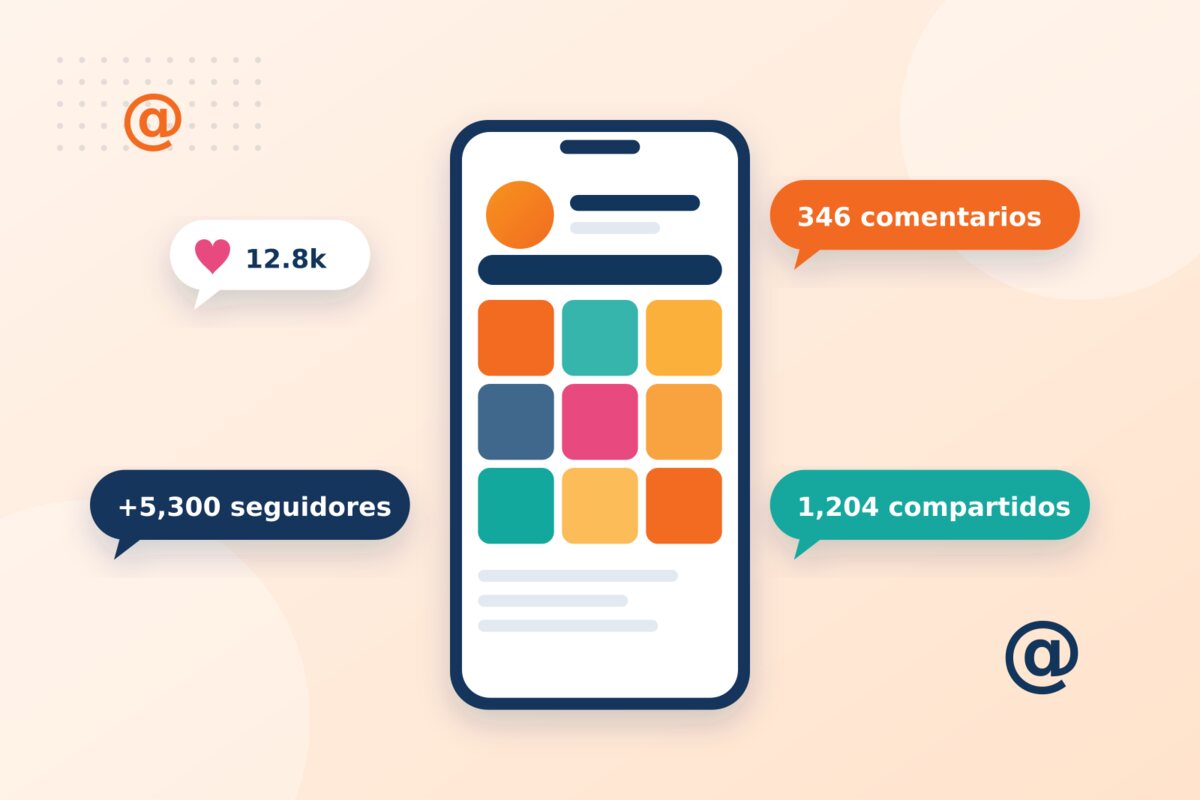 @
12.8k
346 comentarios
+5,300 seguidores
1,204 compartidos
@